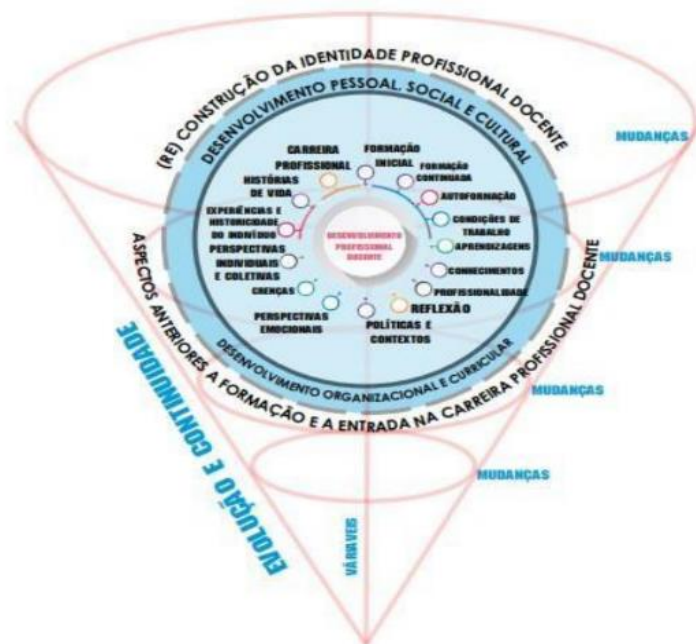 (RE) CONSTRUÇÃO DA IDENTIDADE PROFISSIONAL DOCENTE
DESENVOLVIMENTO PESSOAL, SOCIAL E CULTURAL
MUDANÇAS
CARREIRA
PROFISSIONAL
FORMAÇÃO
INICIAL
FORMAÇÃO
CONTINUADA
HISTÓRIAS
DE VIDA
AUTOFORMAÇÃO
EXPERIÊNCIAS E
HISTORICIDADE
DO INDIVÍDUO
CONDIÇÕES DE
TRABALHO
DESENVOLVIMENTO
PROFISSIONAL
DOCENTE
APRENDIZAGENS
PERSPECTIVAS
INDIVIDUAIS
E COLETIVAS
MUDANÇAS
CONHECIMENTOS
CRENÇAS
PROFISSIONALIDADE
PERSPECTIVAS
EMOCIONAIS
REFLEXÃO
POLÍTICAS E
CONTEXTOS
DESENVOLVIMENTO ORGANIZACIONAL E CURRICULAR
ASPECTOS ANTERIORES A FORMAÇÃO E A ENTRADA NA CARREIRA PROFISSIONAL DOCENTE
MUDANÇAS
EVOLUÇÃO E CONTINUIDADE
MUDANÇAS
VÁRIAVEIS